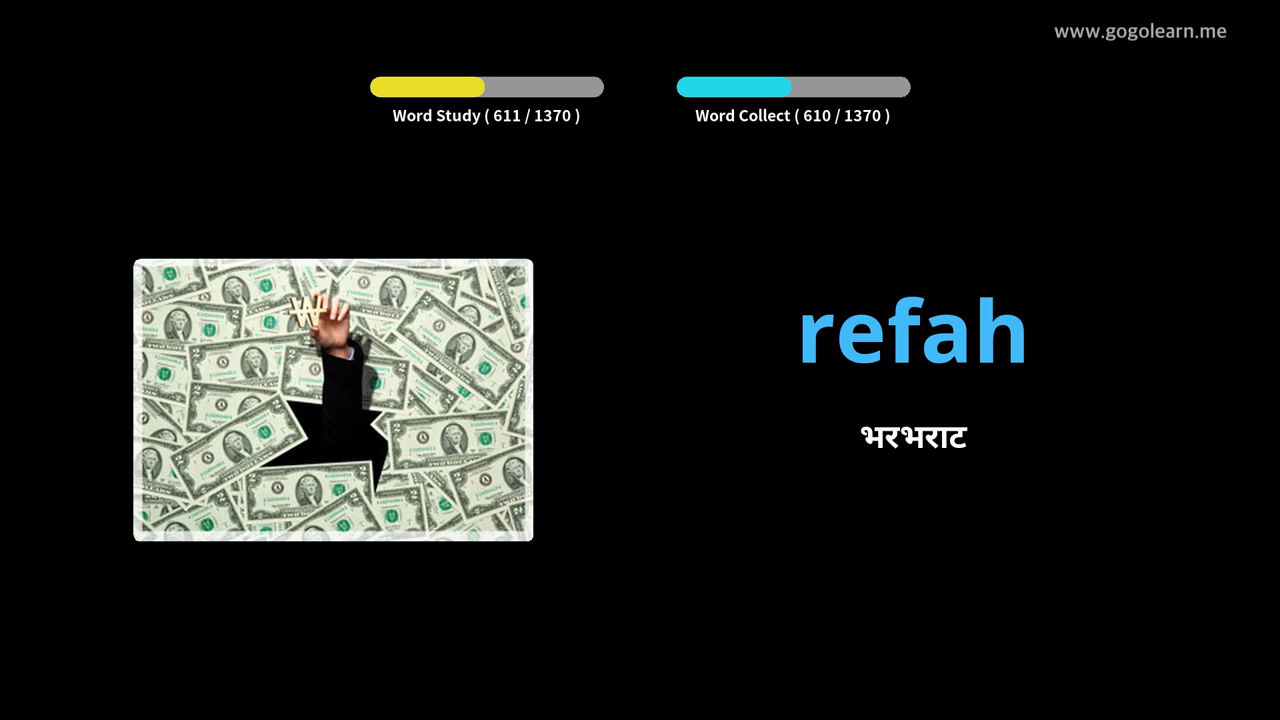 www.gogolearn.me
Word Study ( 611 / 1370 )
Word Collect ( 610 / 1370 )
₩
refah
भरभराट